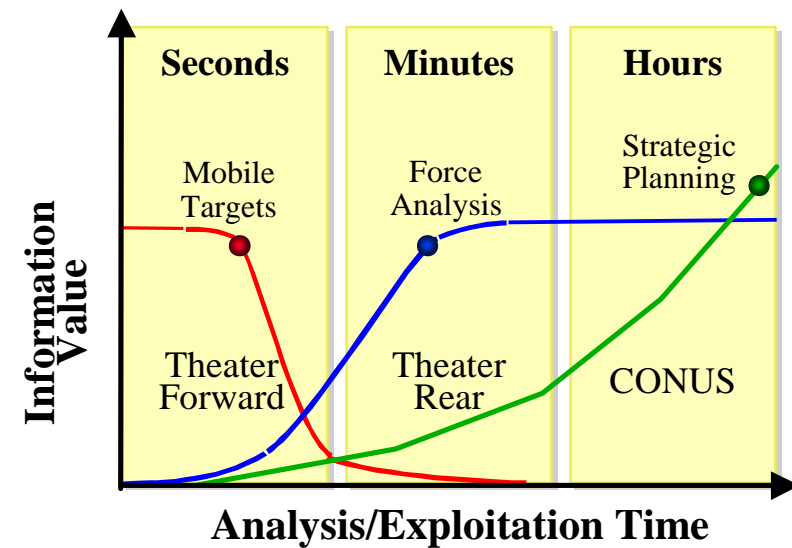 Seconds
Minutes
Hours
Mobile
Targets
Force
Analysis
Strategic
Planning
Theater
Forward
Theater
Rear
CONUS
Information
Value
Analysis/Exploitation Time